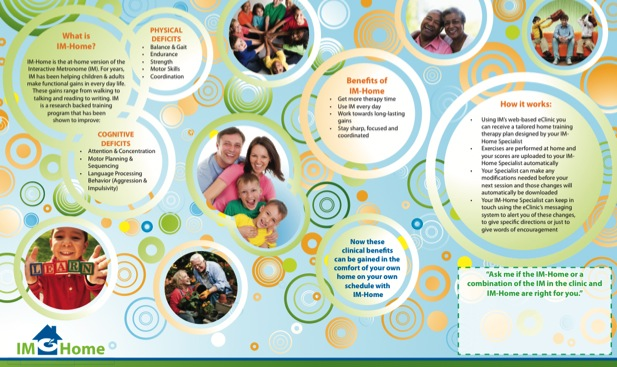 What is
IM-Home?
IM-Home is the at-home version of the
Interactive Metronome (IM). For years,
IM has been helping children & adults
make functional gains in every day life.
These gains range from walking to
talking and reading to writing. IM
is a research backed training
program that has been
shown to improve:
PHYSICAL
DEFICITS
• Balance & Gait
• Endurance
• Strength
• Motor Skills
• Coordination
COGNITIVE
DEFICITS
• Attention & Concentration
• Motor Planning &
Sequencing
• Language Processing
Behavior (Aggression &
Impulsivity)
Benefits of
IM-Home
• Get more therapy time
• Use IM every day
• Work towards long-lasting
gains
• Stay sharp, focused and
coordinated
How it works:
• Using IM's web-based eClinic you
can receive a tailored home training
therapy plan designed by your IM-
Home Specialist
• Exercises are performed at home and
your scores are uploaded to your IM-
Home Specialist automatically
• Your Specialist can make any
modifications needed before your
next session and those changes will
automatically be downloaded
• Your IM-Home Specialist can keep in
touch using the eClinic's messaging
system to alert you of these changes,
to give specific directions or just to
give words of encouragement
Now these
clinical benefits
can be gained in the
comfort of your own
home on your own
schedule with
IM-Home
"Ask me if the IM-Home or a
combination of the IM in the clinic and
IM-Home are right for you."
LEARN
IM Home